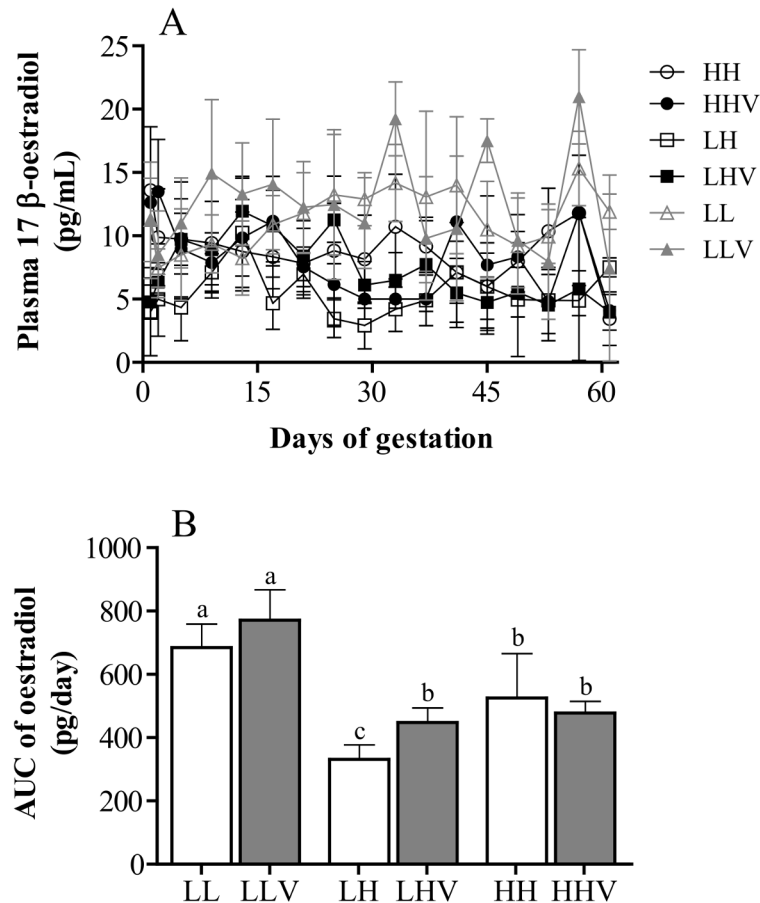 A
25
20
15
10
5
0
Plasma 17 β-oestradiol
(pg/mL)
0 15 30 45 60
Days of gestation
HH
HHV
LH
LHV
LL
LLV
B
1000
800
600
400
200
0
AUC of oestradiol
(pg/day)
a a c b b b
LL LLV LH LHV HH HHV